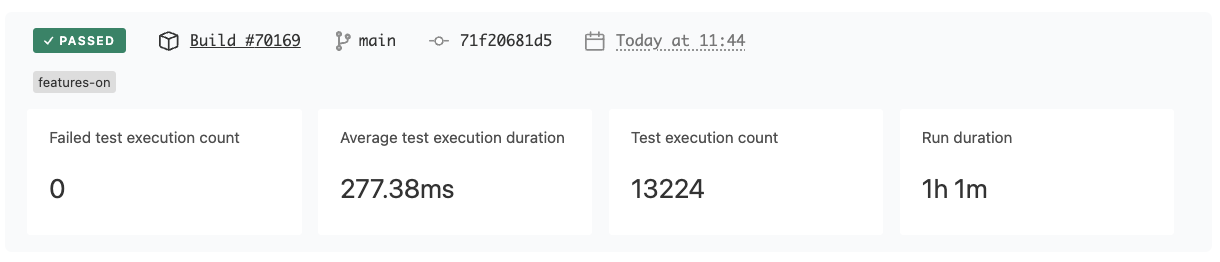 PASSED Build #70169 main 71f20681d5 Today at 11:44
features-on
Failed test execution count
0
Average test execution duration
277.38ms
Test execution count
13224
Run duration
1h 1m